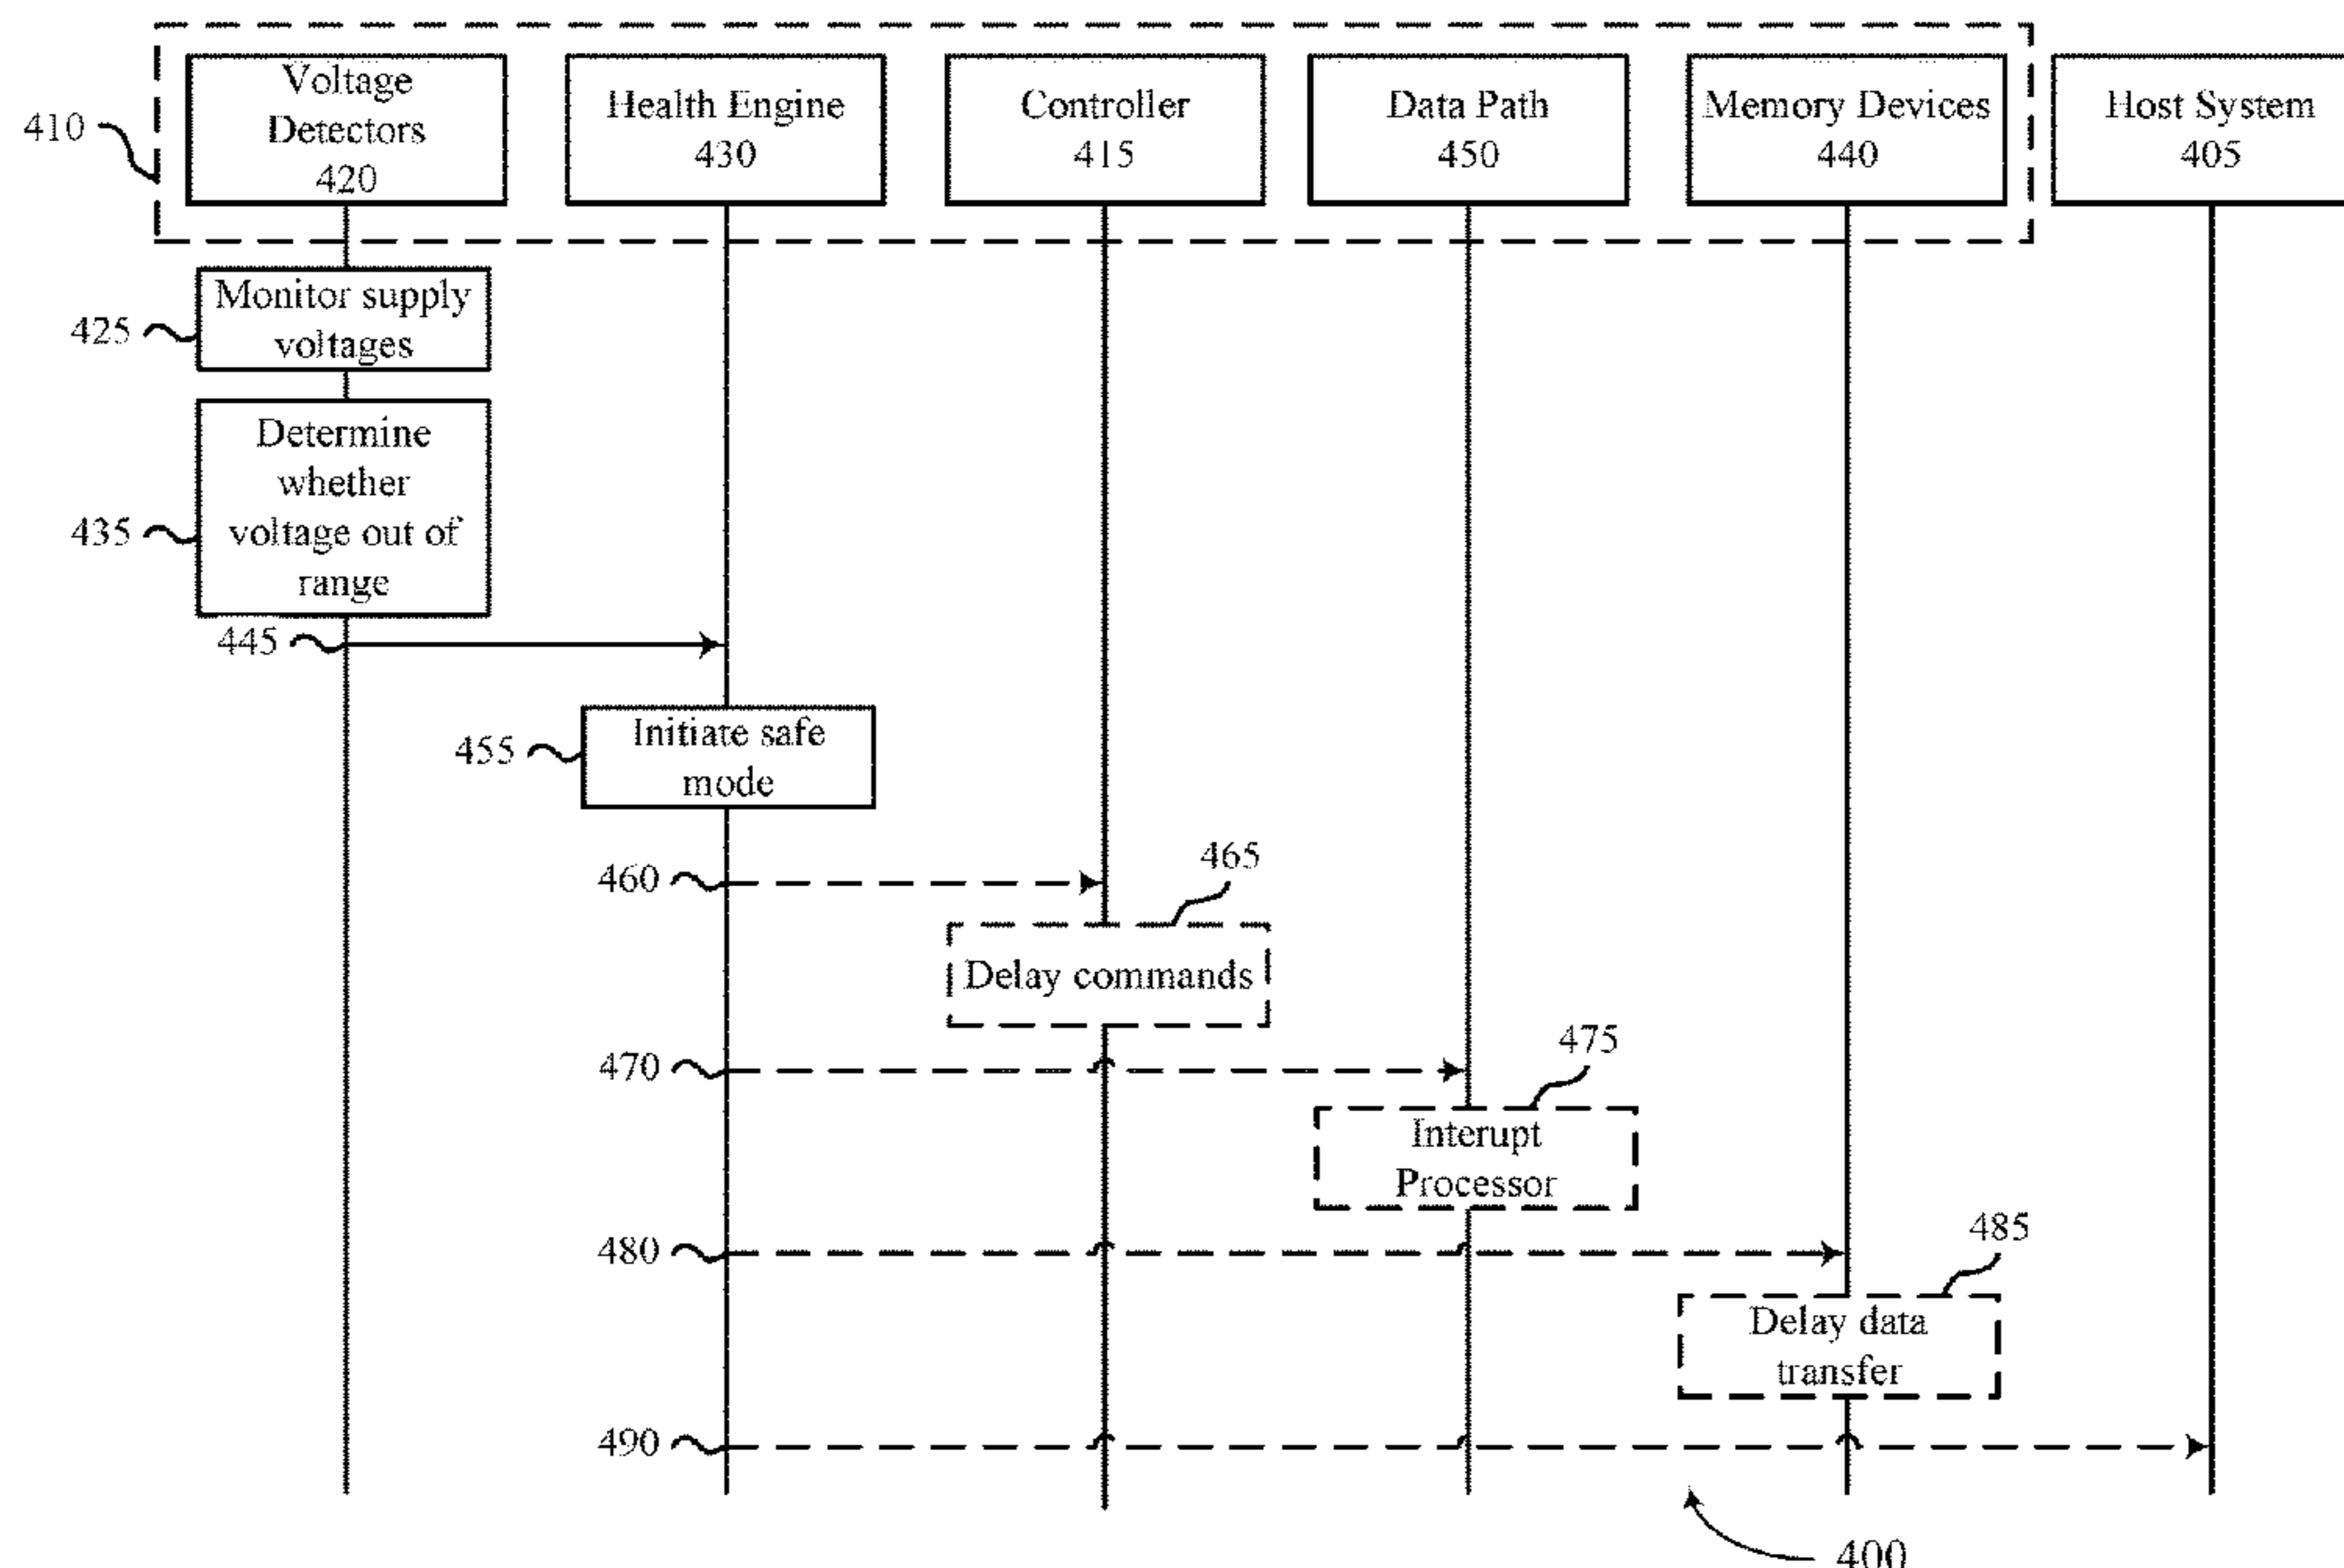 Voltage
Detectors
420
Health Engine
430
Controller
415
Data Path
450
Memory Devices
440
Host System
405
410
Monitor supply
voltages
425
Determine
whether
voltage out of
range
435
445
Initiate safe
mode
455
460
465
Delay commands
470
475
Interupt
Processor
480
485
Delay data
transfer
490
400